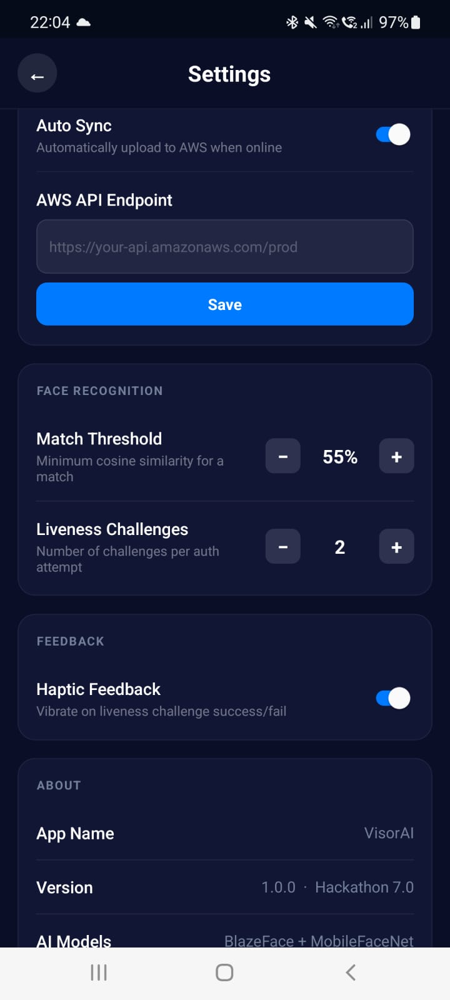 22:04
97%
←
Settings
Auto Sync
Automatically upload to AWS when online
AWS API Endpoint
https://your-api.amazonaws.com/prod
Save
FACE RECOGNITION
Match Threshold
Minimum cosine similarity for a
match
− 55% +
Liveness Challenges
Number of challenges per auth
attempt
− 2 +
FEEDBACK
Haptic Feedback
Vibrate on liveness challenge success/fail
ABOUT
App Name VisorAI
Version 1.0.0 · Hackathon 7.0
AI Models BlazeFace + MobileFaceNet